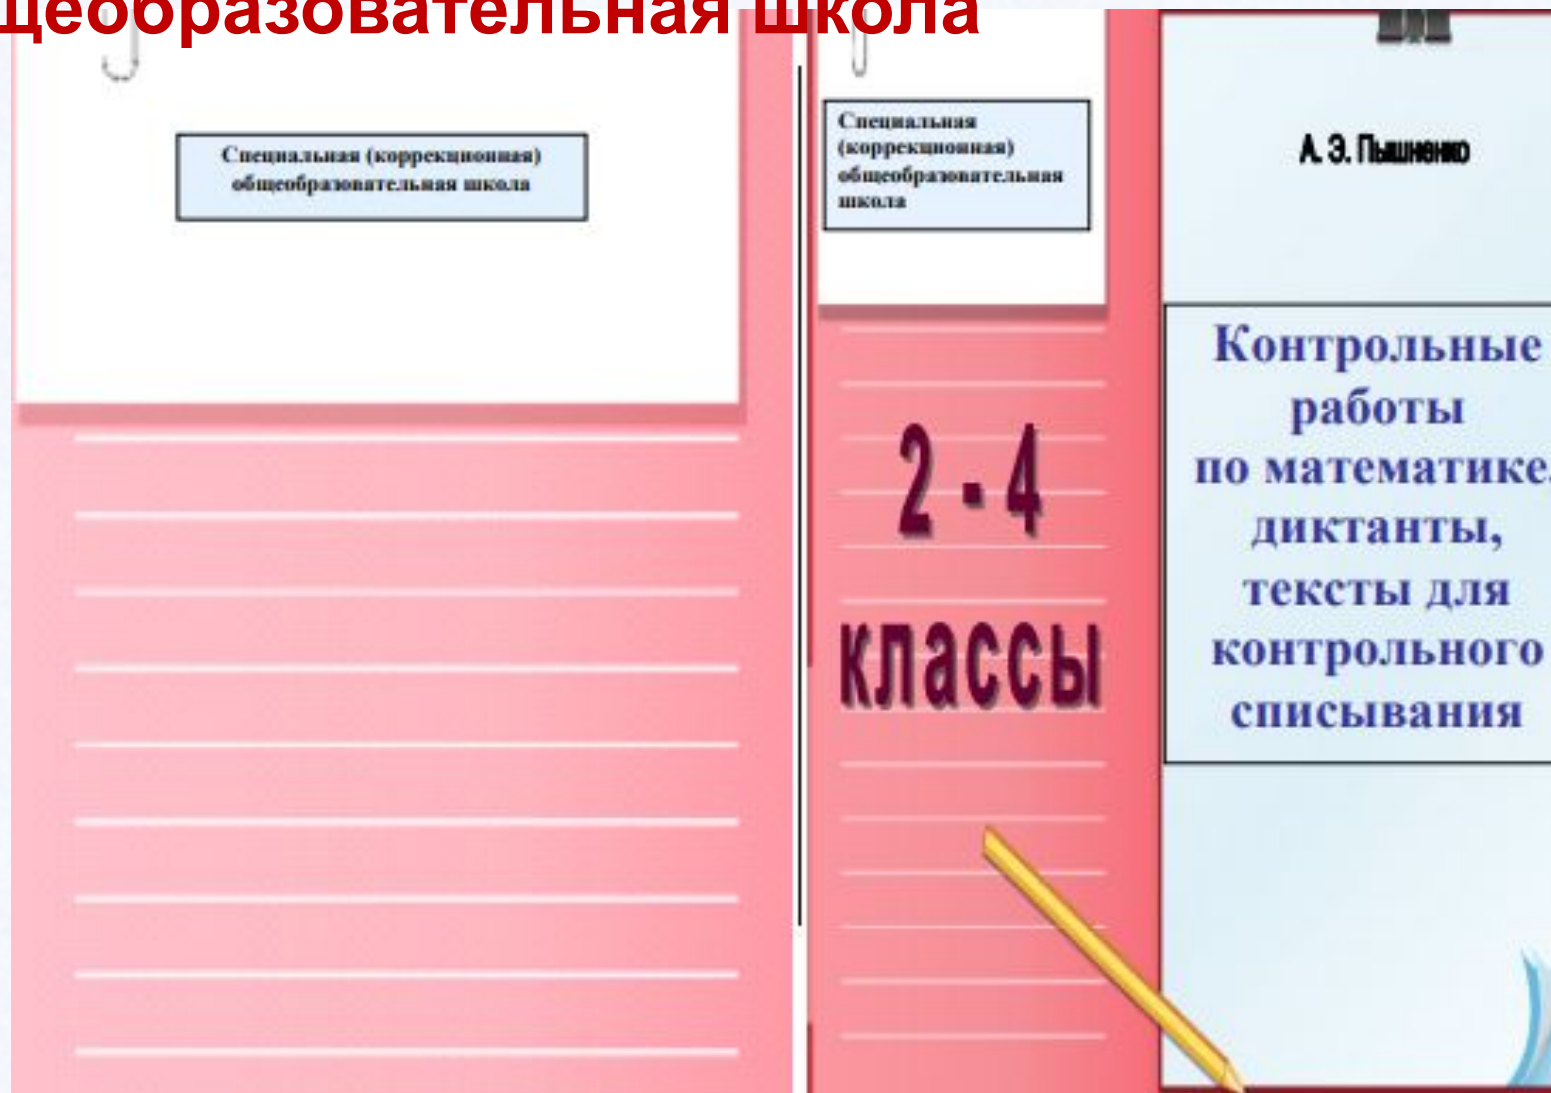 щеобразовательная школа
Специальная (коррекционная)
общеобразовательная школа
Специальная
(коррекционная)
общеобразовательная
школа
2 - 4
классы
А. Э. Пышненко
Контрольные
работы
по математике,
диктанты,
тексты для
контрольного
списывания